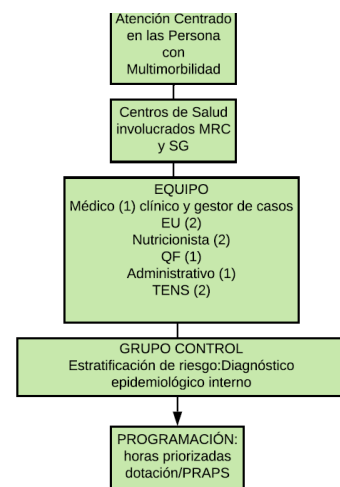 Atención Centrado
en las Persona
con
Multimorbilidad
Centros de Salud
involucrados MRC
y SG
EQUIPO
Médico (1) clínico y gestor de casos
EU (2)
Nutricionista (2)
QF (1)
Administrativo (1)
TENS (2)
GRUPO CONTROL
Estratificación de riesgo:Diagnóstico
epidemiológico interno
PROGRAMACIÓN:
horas priorizadas
dotación/PRAPS